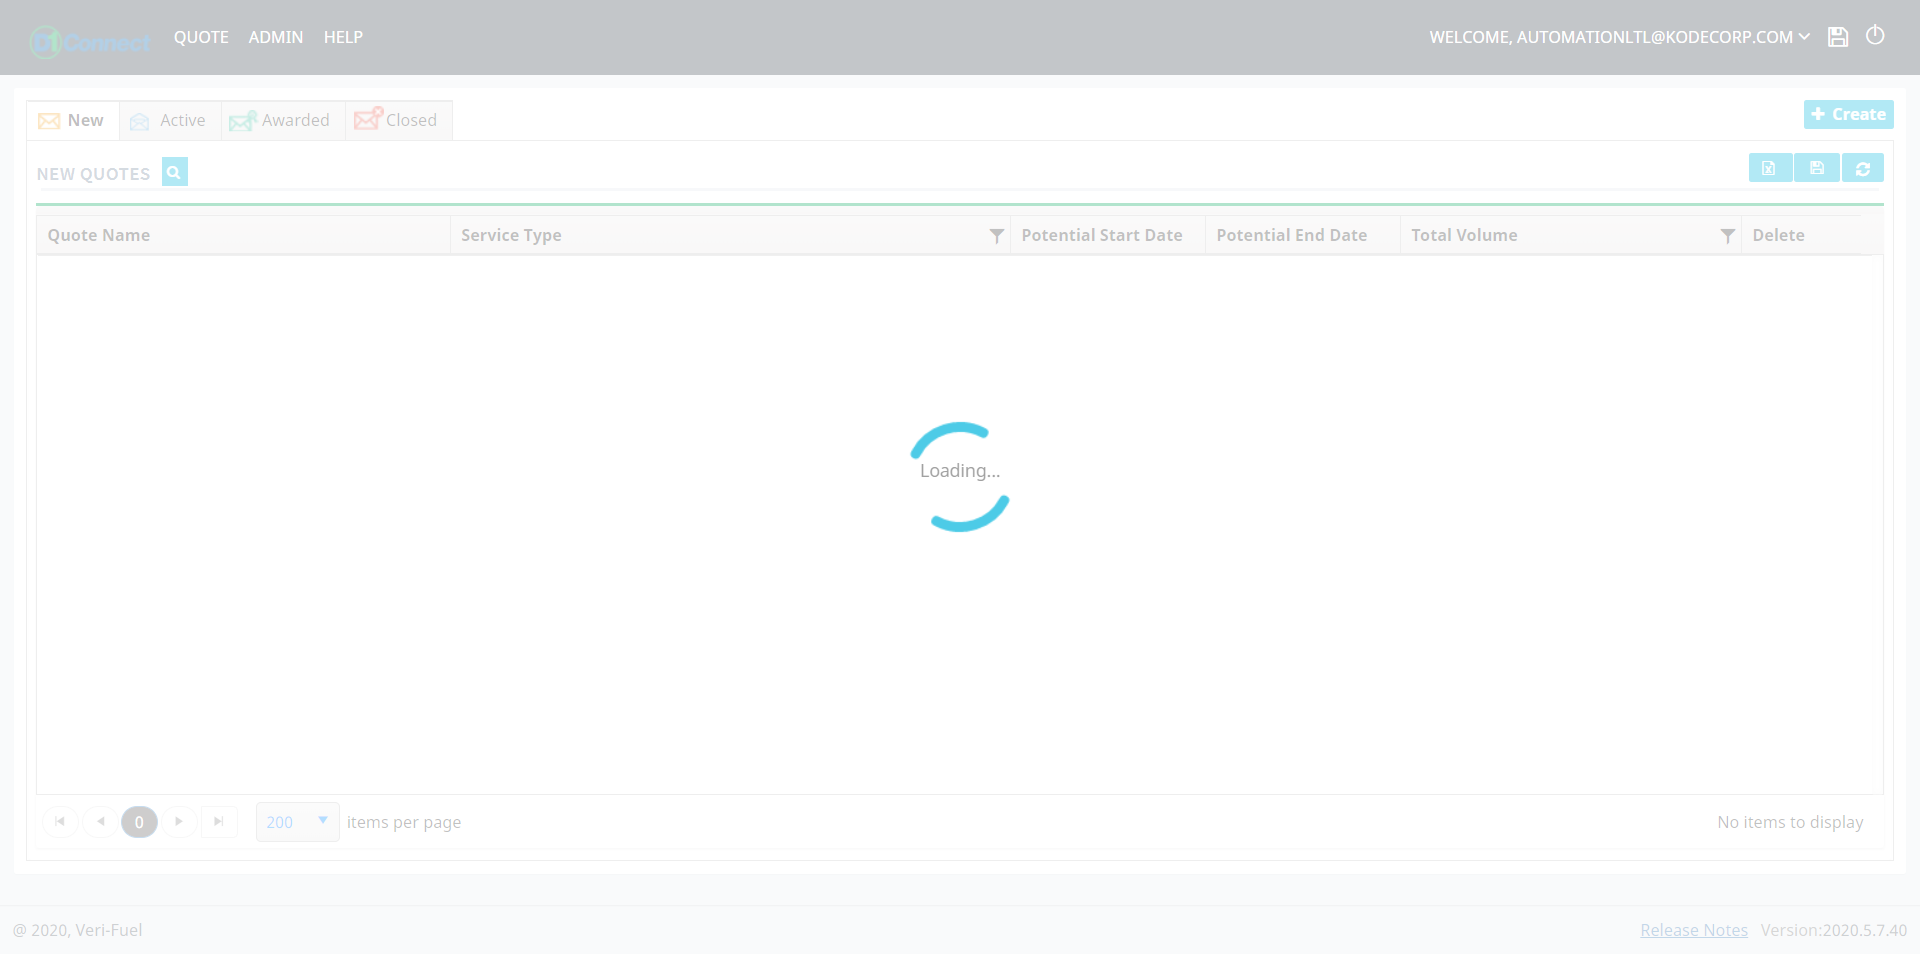 D1Connect QUOTE ADMIN HELP WELCOME, AUTOMATIONLTL@KODECORP.COM
New Active Awarded Closed Create
NEW QUOTES
Quote Name Service Type Potential Start Date Potential End Date Total Volume Delete
Loading...
0 200 items per page No items to display
@ 2020, Veri-Fuel Release Notes Version:2020.5.7.40